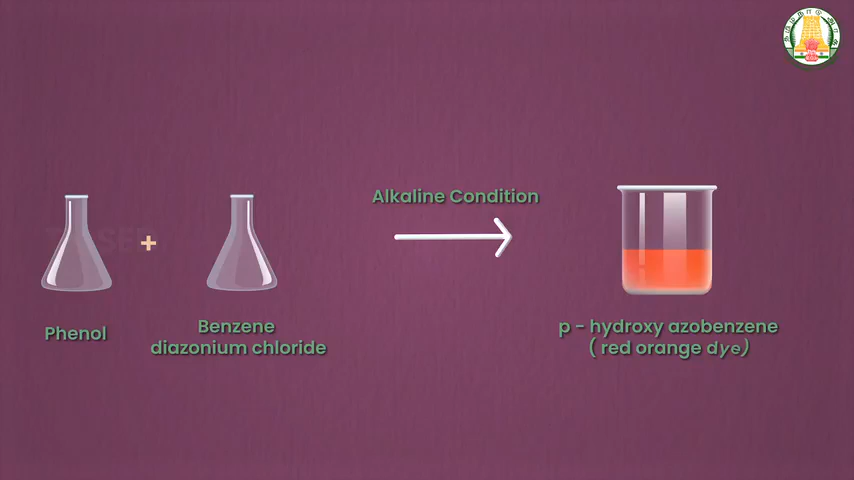 Alkaline Condition
+
Phenol
Benzene
diazonium chloride
p - hydroxy azobenzene
( red orange dye)